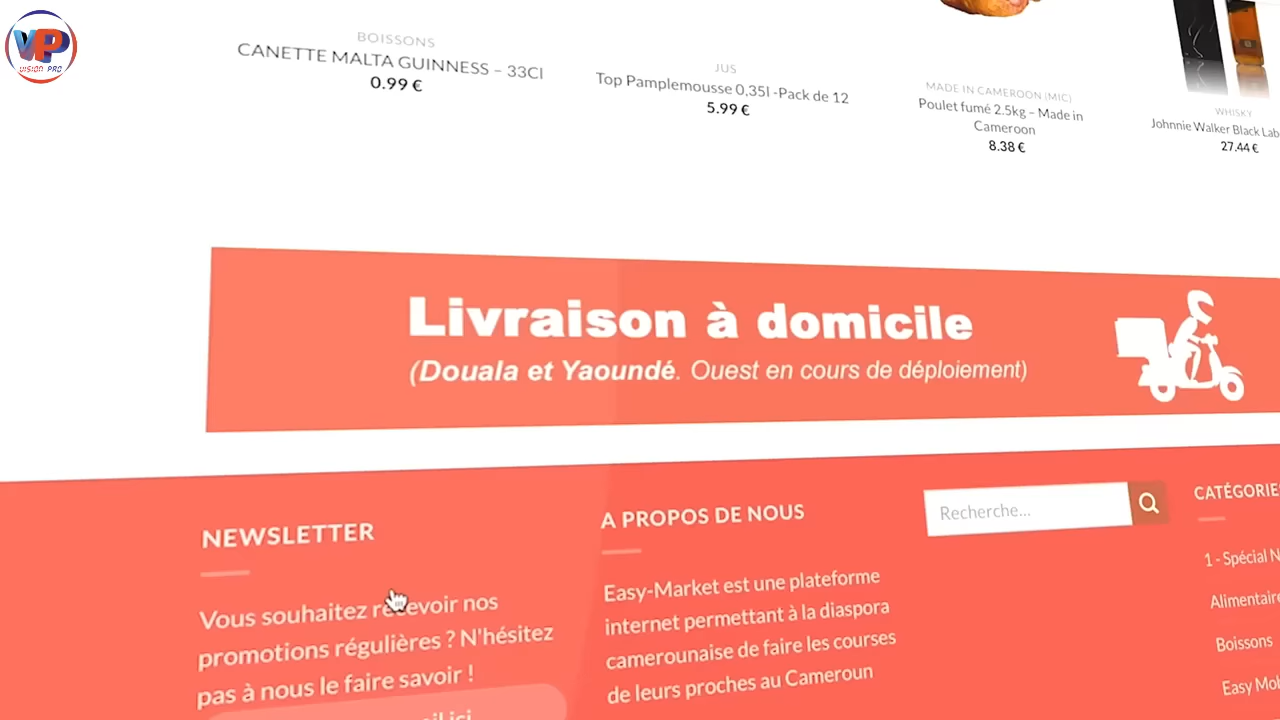 VP
VISION PRO
BOISSONS
CANETTE MALTA GUINNESS – 33Cl
0.99 €
JUS
Top Pamplemousse 0,35l -Pack de 12
5.99 €
MADE IN CAMEROON (MIC)
Poulet fumé 2.5kg – Made in
Cameroon
8.38 €
WHISKY
Johnnie Walker Black Lab
27.44 €
Livraison à domicile
(Douala et Yaoundé. Ouest en cours de déploiement)
NEWSLETTER
Vous souhaitez recevoir nos
promotions régulières ? N'hésitez
pas à nous le faire savoir !
ici
A PROPOS DE NOUS
Easy-Market est une plateforme
internet permettant à la diaspora
camerounaise de faire les courses
de leurs proches au Cameroun
Recherche...
CATÉGORIE
1 - Spécial N
Alimentaire
Boissons
Easy Mo